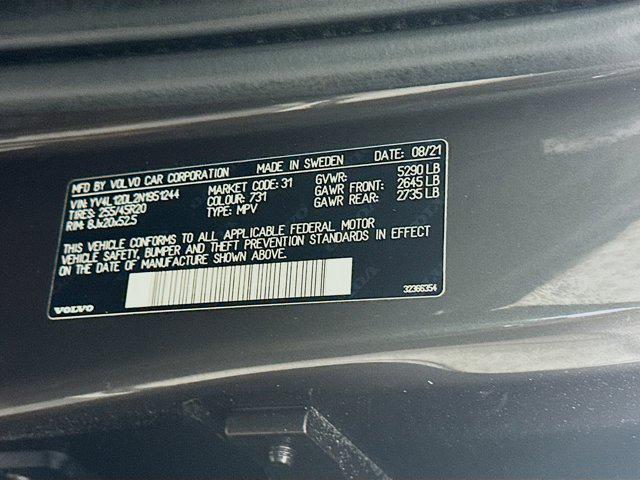 MFD BY VOLVO CAR CORPORATION MADE IN SWEDEN DATE: 08/21
VIN: YV4L12DL2N1951244 MARKET CODE: 31 GVWR: 5290 LB
TIRES: 255/45R20 COLOUR: 731 GAWR FRONT: 2645 LB
RIM: 8Jx20x52.5 TYPE: MPV GAWR REAR: 2735 LB
THIS VEHICLE CONFORMS TO ALL APPLICABLE FEDERAL MOTOR
VEHICLE SAFETY, BUMPER AND THEFT PREVENTION STANDARDS IN EFFECT
ON THE DATE OF MANUFACTURE SHOWN ABOVE.
VOLVO 32366354